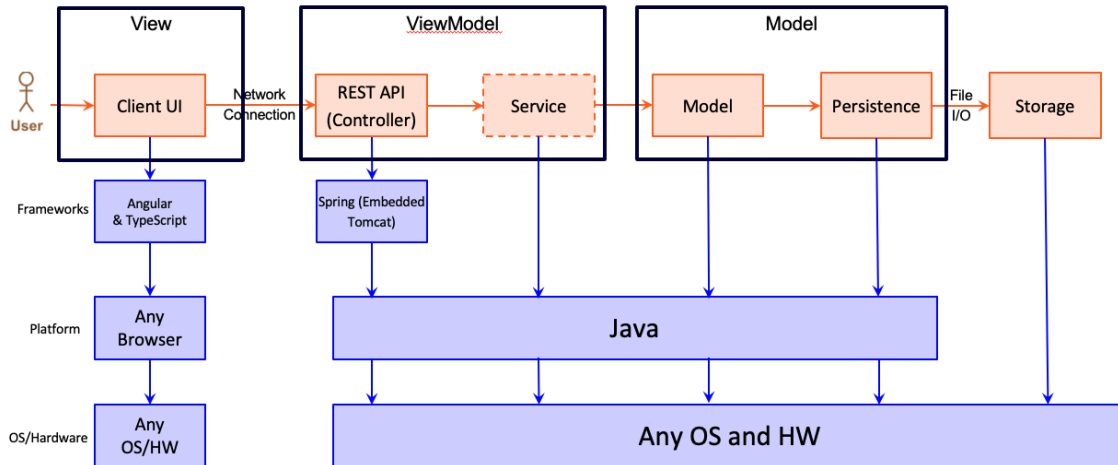 View
ViewModel
Model
User
Client UI
Network
Connection
REST API
(Controller)
Service
Model
Persistence
File
I/O
Storage
Frameworks
Angular
& TypeScript
Spring (Embedded
Tomcat)
Platform
Any
Browser
Java
OS/Hardware
Any
OS/HW
Any OS and HW